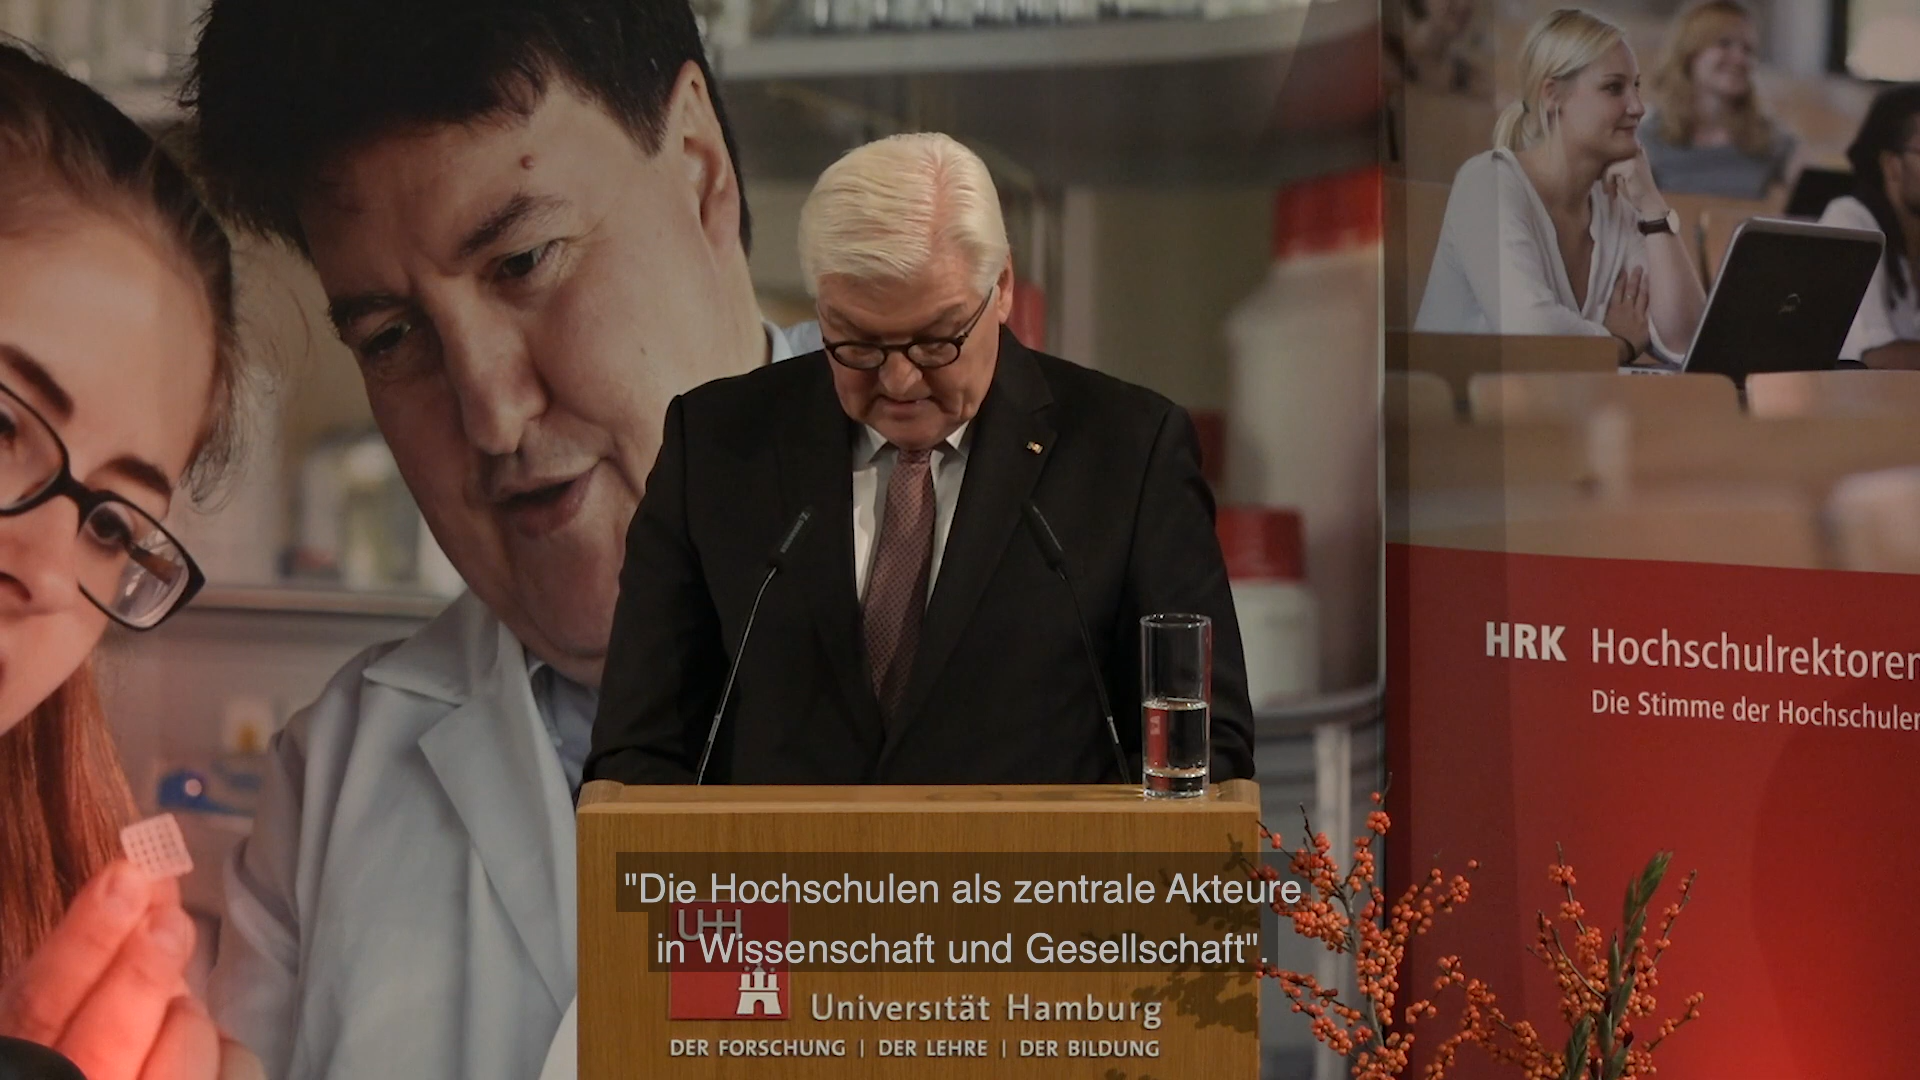 HRK Hochschulrektoren
Die Stimme der Hochschulen
"Die Hochschulen als zentrale Akteure
in Wissenschaft und Gesellschaft".
UHH
Universität Hamburg
DER FORSCHUNG | DER LEHRE | DER BILDUNG